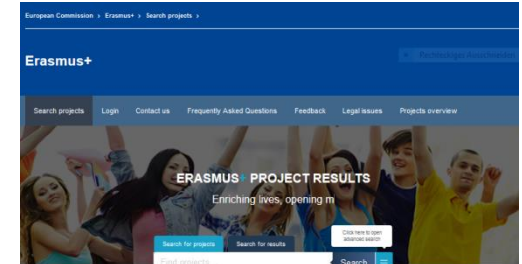 European Commission › Erasmus+ › Search projects ›
Erasmus+
Search projects Login Contact us Frequently Asked Questions Feedback Legal issues Projects overview
ERASMUS+ PROJECT RESULTS
Enriching lives, opening m
Click here to open
advanced search
Search for projects Search for results
Find projects
Search